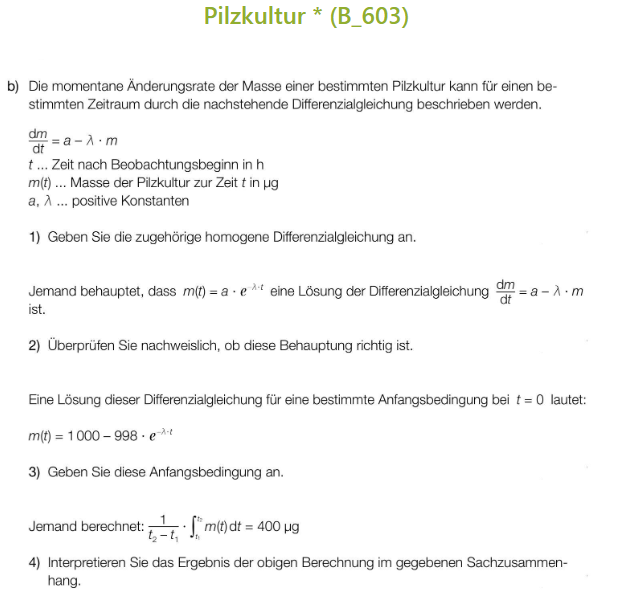 Pilzkultur * (B_603)
b) Die momentane Änderungsrate der Masse einer bestimmten Pilzkultur kann für einen be-
stimmten Zeitraum durch die nachstehende Differenzialgleichung beschrieben werden.
dm/dt = a – λ · m
t ... Zeit nach Beobachtungsbeginn in h
m(t) ... Masse der Pilzkultur zur Zeit t in µg
a, λ ... positive Konstanten
1) Geben Sie die zugehörige homogene Differenzialgleichung an.
Jemand behauptet, dass m(t) = a · e^(–λ·t) eine Lösung der Differenzialgleichung dm/dt = a – λ · m
ist.
2) Überprüfen Sie nachweislich, ob diese Behauptung richtig ist.
Eine Lösung dieser Differenzialgleichung für eine bestimmte Anfangsbedingung bei t = 0 lautet:
m(t) = 1 000 – 998 · e^(–λ·t)
3) Geben Sie diese Anfangsbedingung an.
Jemand berechnet: 1/(t₂ – t₁) · ∫_(t₁)^(t₂) m(t) dt = 400 µg
4) Interpretieren Sie das Ergebnis der obigen Berechnung im gegebenen Sachzusammen-
hang.